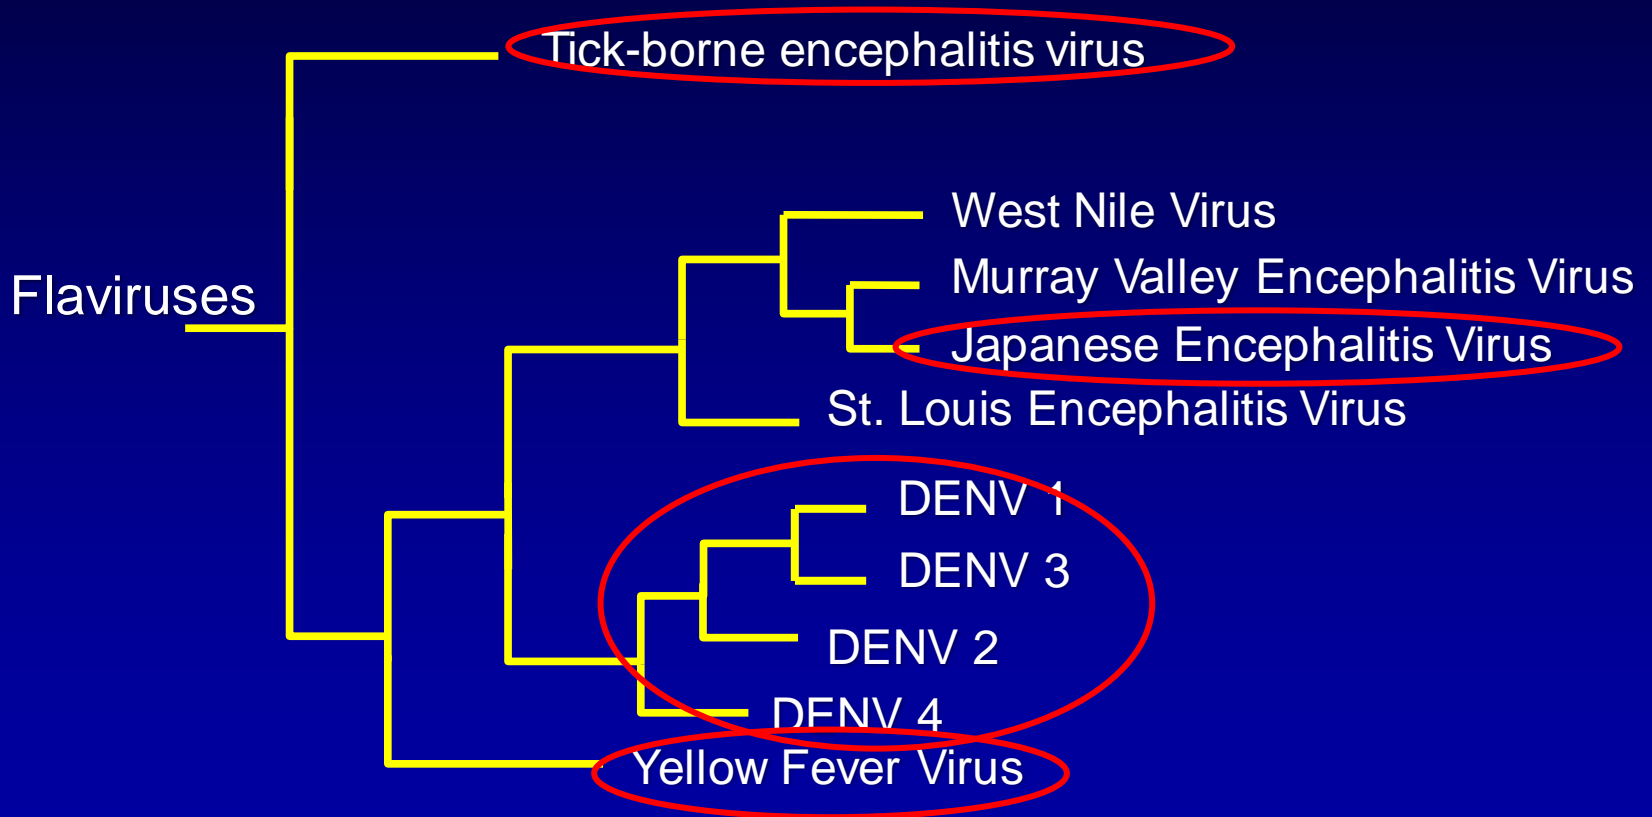 Tick-borne encephalitis virus
West Nile Virus
Murray Valley Encephalitis Virus
Flaviruses
Japanese Encephalitis Virus
St. Louis Encephalitis Virus
DENV 1
DENV 3
DENV 2
DENV 4
Yellow Fever Virus